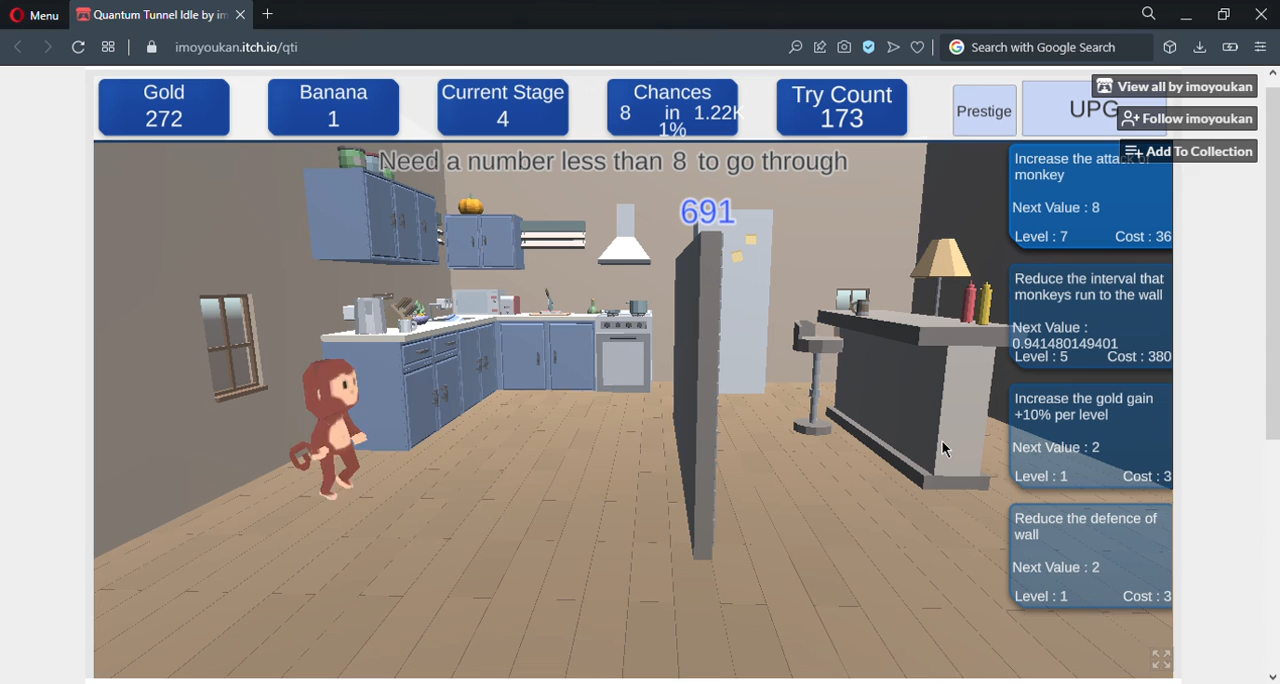 Menu
Quantum Tunnel Idle by im
imoyoukan.itch.io/qti
Search with Google Search
Gold
272
Banana
1
Current Stage
4
Chances
8 in 1.22K
1%
Try Count
173
Prestige
UPG
View all by imoyoukan
Follow imoyoukan
Add To Collection
Need a number less than 8 to go through
691
Increase the attack of
monkey
Next Value : 8
Level : 7 Cost : 36
Reduce the interval that
monkeys run to the wall
Next Value :
0.941480149401
Level : 5 Cost : 380
Increase the gold gain
+10% per level
Next Value : 2
Level : 1 Cost : 3
Reduce the defence of
wall
Next Value : 2
Level : 1 Cost : 3